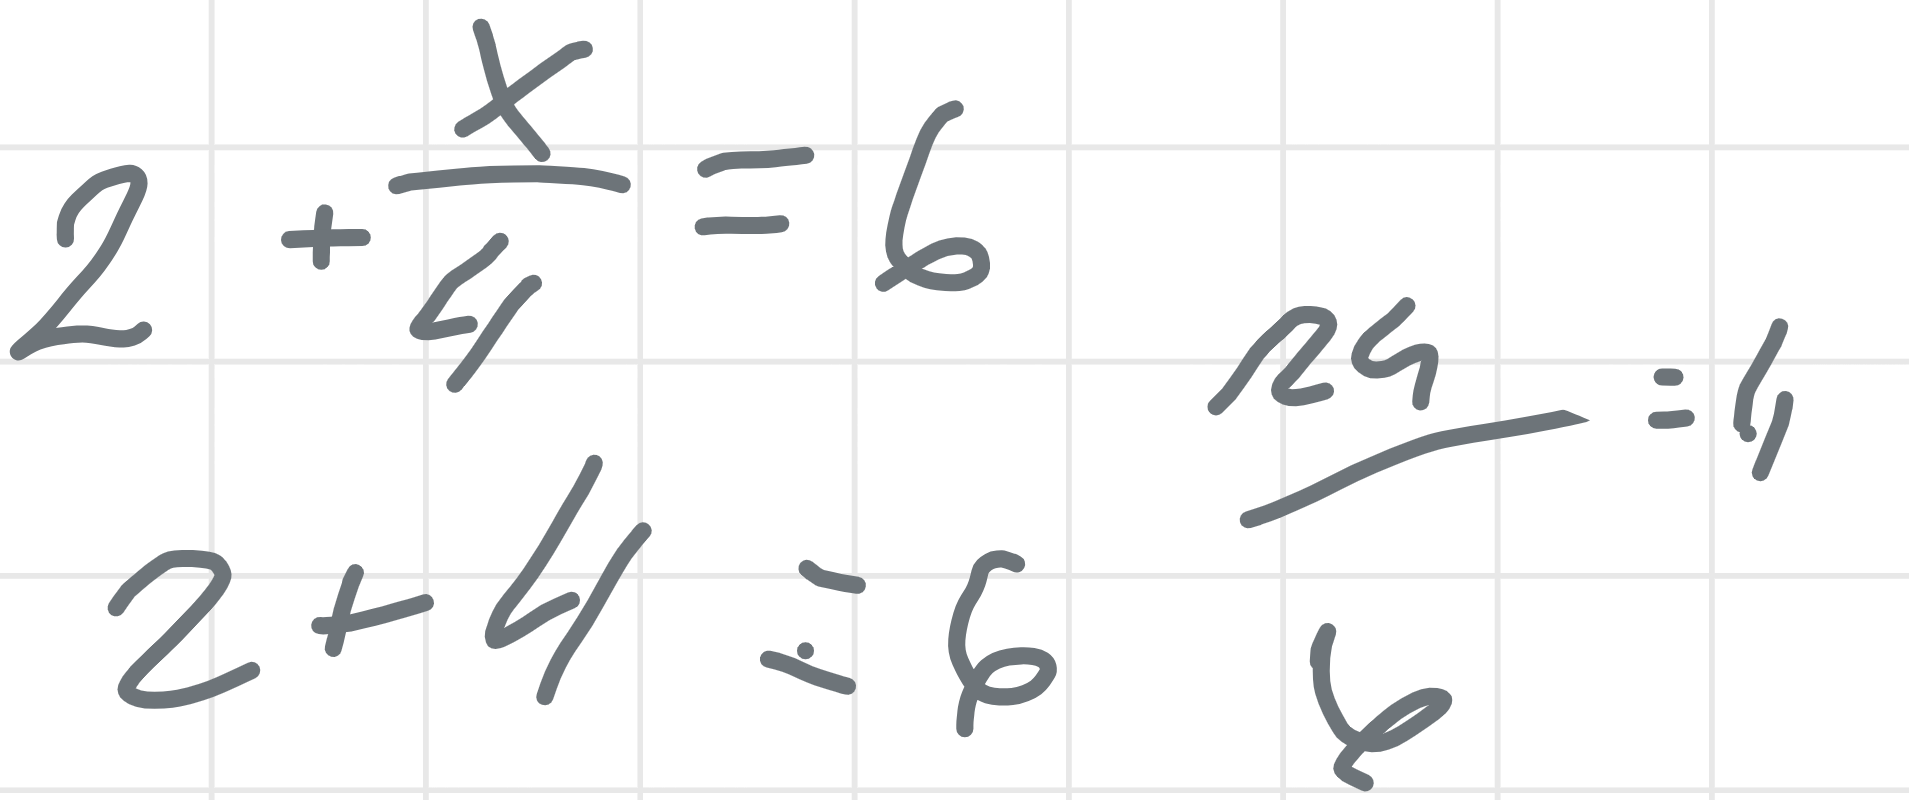 2 + x/4 = 6
2 + 4 = 6
24/6 = 4